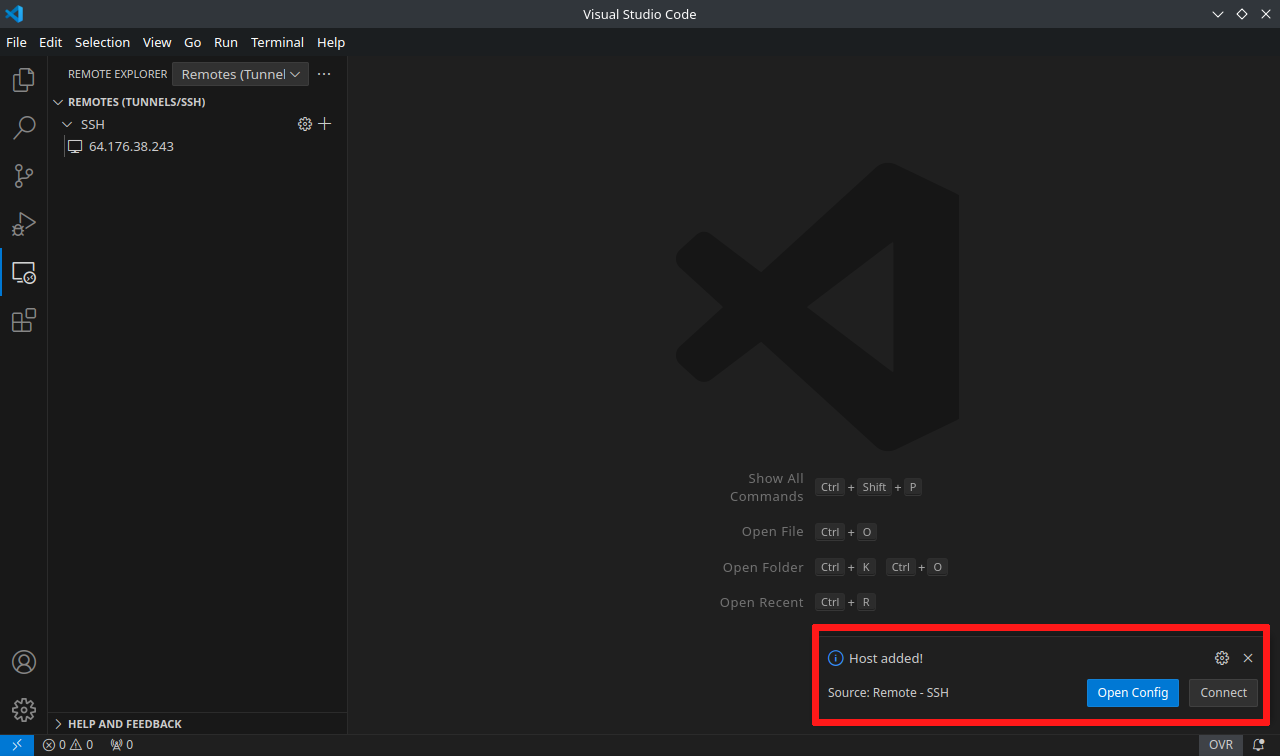 Visual Studio Code
File Edit Selection View Go Run Terminal Help
REMOTE EXPLORER Remotes (Tunnel
REMOTES (TUNNELS/SSH)
SSH
64.176.38.243
Show All
Commands Ctrl + Shift + P
Open File Ctrl + O
Open Folder Ctrl + K Ctrl + O
Open Recent Ctrl + R
Host added!
Source: Remote - SSH Open Config Connect
HELP AND FEEDBACK
0 0 0 OVR